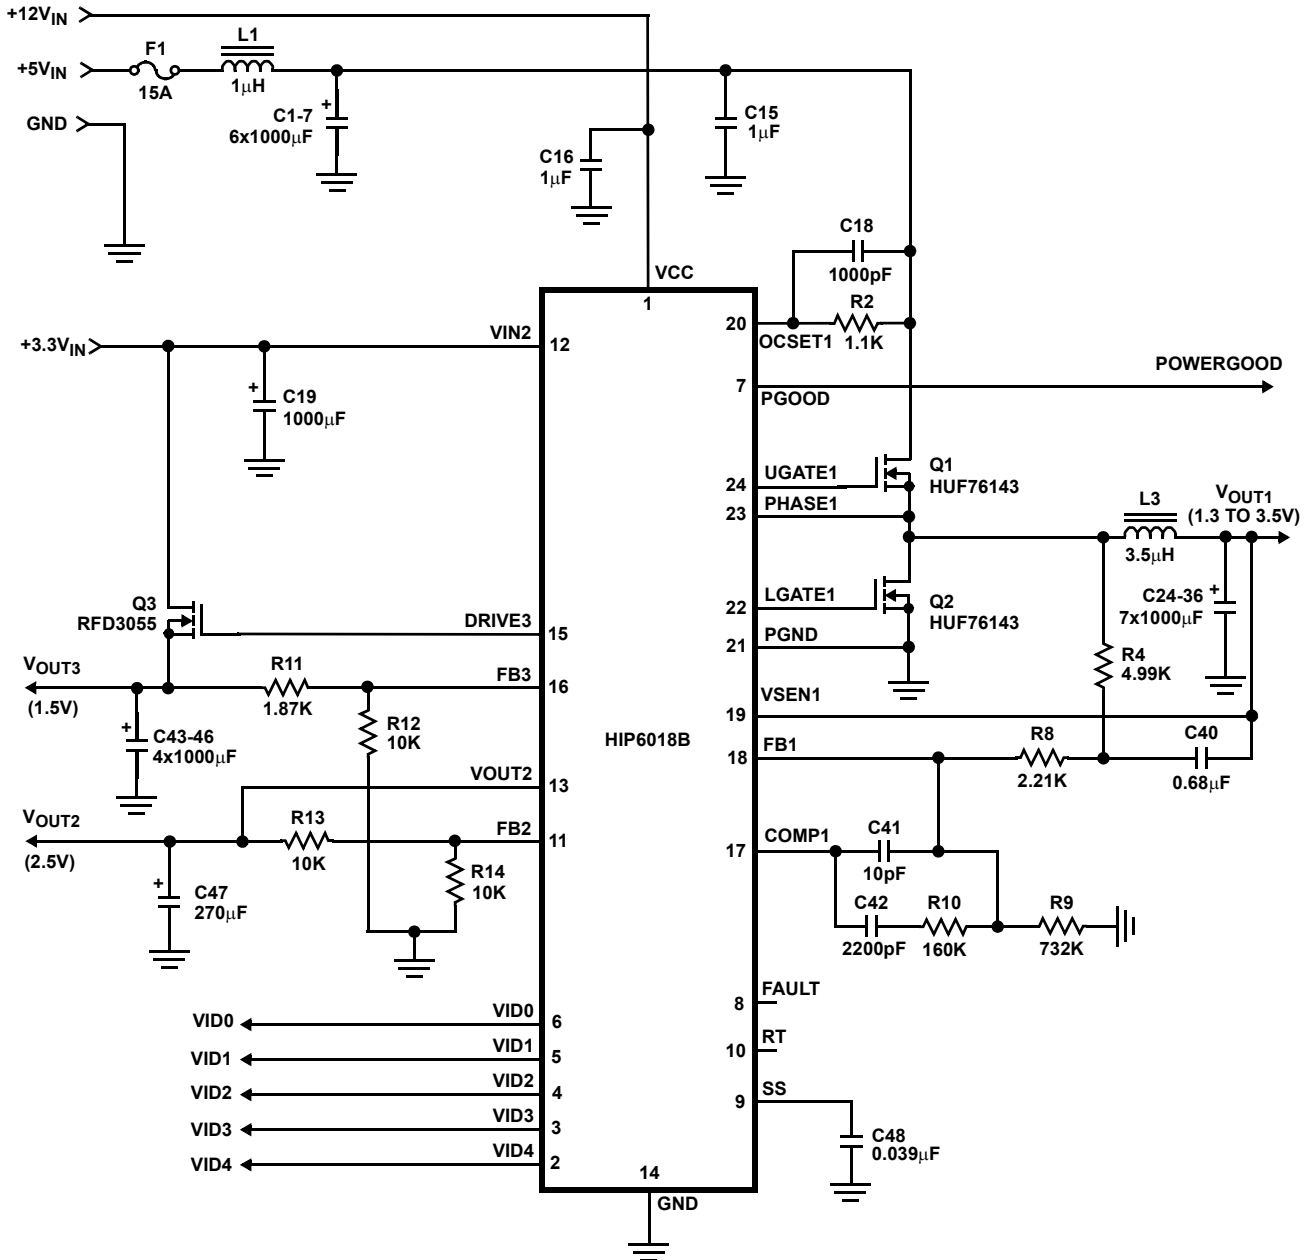 +12VIN
F1
L1
+5VIN
15A
1µH
GND
+
C1-7
6x1000µF
C15
1µF
C16
1µF
C18
1000pF
VCC
1
R2
20
OCSET1
1.1K
+3.3VIN
VIN2
12
+
C19
1000µF
7
PGOOD
POWERGOOD
24
UGATE1
Q1
HUF76143
23
PHASE1
L3
3.5µH
VOUT1
(1.3 TO 3.5V)
22
LGATE1
Q2
HUF76143
21
PGND
+
C24-36
7x1000µF
R4
4.99K
Q3
RFD3055
DRIVE3
15
VOUT3
(1.5V)
R11
1.87K
FB3
16
+
C43-46
4x1000µF
R12
10K
HIP6018B
19
VSEN1
18
FB1
R8
2.21K
C40
0.68µF
VOUT2
13
VOUT2
(2.5V)
R13
10K
FB2
11
R14
10K
+
C47
270µF
17
COMP1
C41
10pF
C42
2200pF
R10
160K
R9
732K
8
FAULT
10
RT
9
SS
C48
0.039µF
VID0
VID0
6
VID1
VID1
5
VID2
VID2
4
VID3
VID3
3
VID4
VID4
2
14
GND